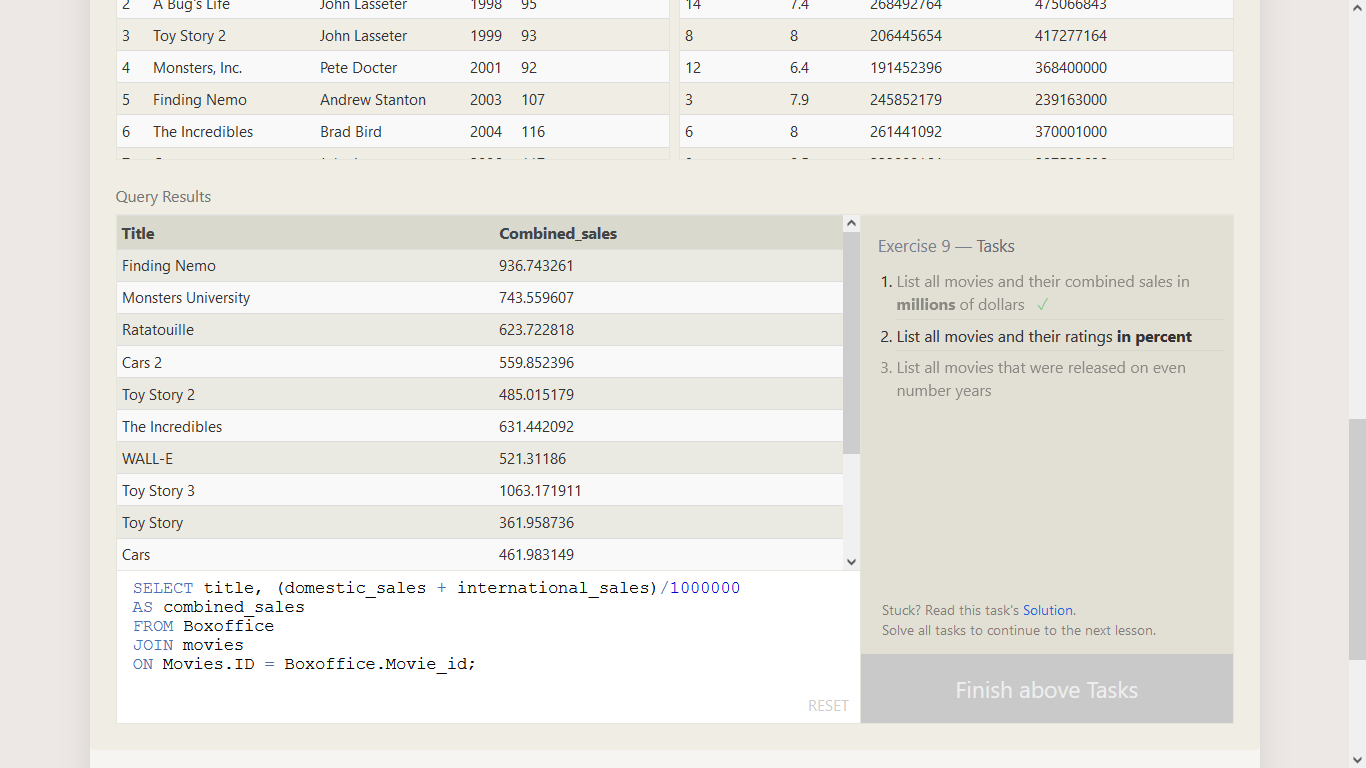 2 A Bug's Life John Lasseter 1998 95 14 7.4 268492764 475066843
3 Toy Story 2 John Lasseter 1999 93 8 8 206445654 417277164
4 Monsters, Inc. Pete Docter 2001 92 12 6.4 191452396 368400000
5 Finding Nemo Andrew Stanton 2003 107 3 7.9 245852179 239163000
6 The Incredibles Brad Bird 2004 116 6 8 261441092 370001000
Query Results
Title Combined_sales
Finding Nemo 936.743261
Monsters University 743.559607
Ratatouille 623.722818
Cars 2 559.852396
Toy Story 2 485.015179
The Incredibles 631.442092
WALL-E 521.31186
Toy Story 3 1063.171911
Toy Story 361.958736
Cars 461.983149
SELECT title, (domestic_sales + international_sales)/1000000
AS combined_sales
FROM Boxoffice
JOIN movies
ON Movies.ID = Boxoffice.Movie_id;
RESET
Exercise 9 — Tasks
1. List all movies and their combined sales in
millions of dollars ✓
2. List all movies and their ratings in percent
3. List all movies that were released on even
number years
Stuck? Read this task's Solution.
Solve all tasks to continue to the next lesson.
Finish above Tasks